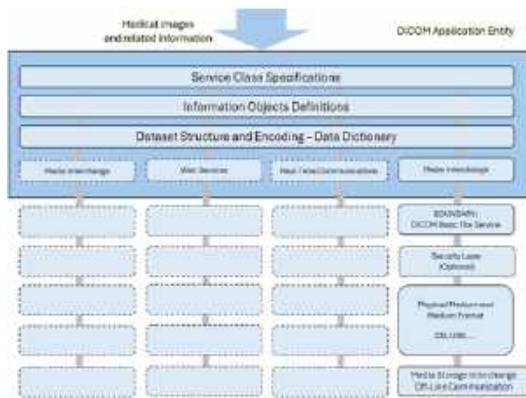 Medical Images
and related information
DICOM Application Entity
Service Class Specifications
Information Objects Definitions
Dataset Structure and Encoding – Data Dictionary
Media Interchange
Web Services
Real-Time Communications
Media Interchange
BOUNDARY:
DICOM Basic File Service
Security Layer
(Optional)
Physical Medium and
Medium Format
CD, USB, ...
Media Storage Interchange
Off-Line Communication